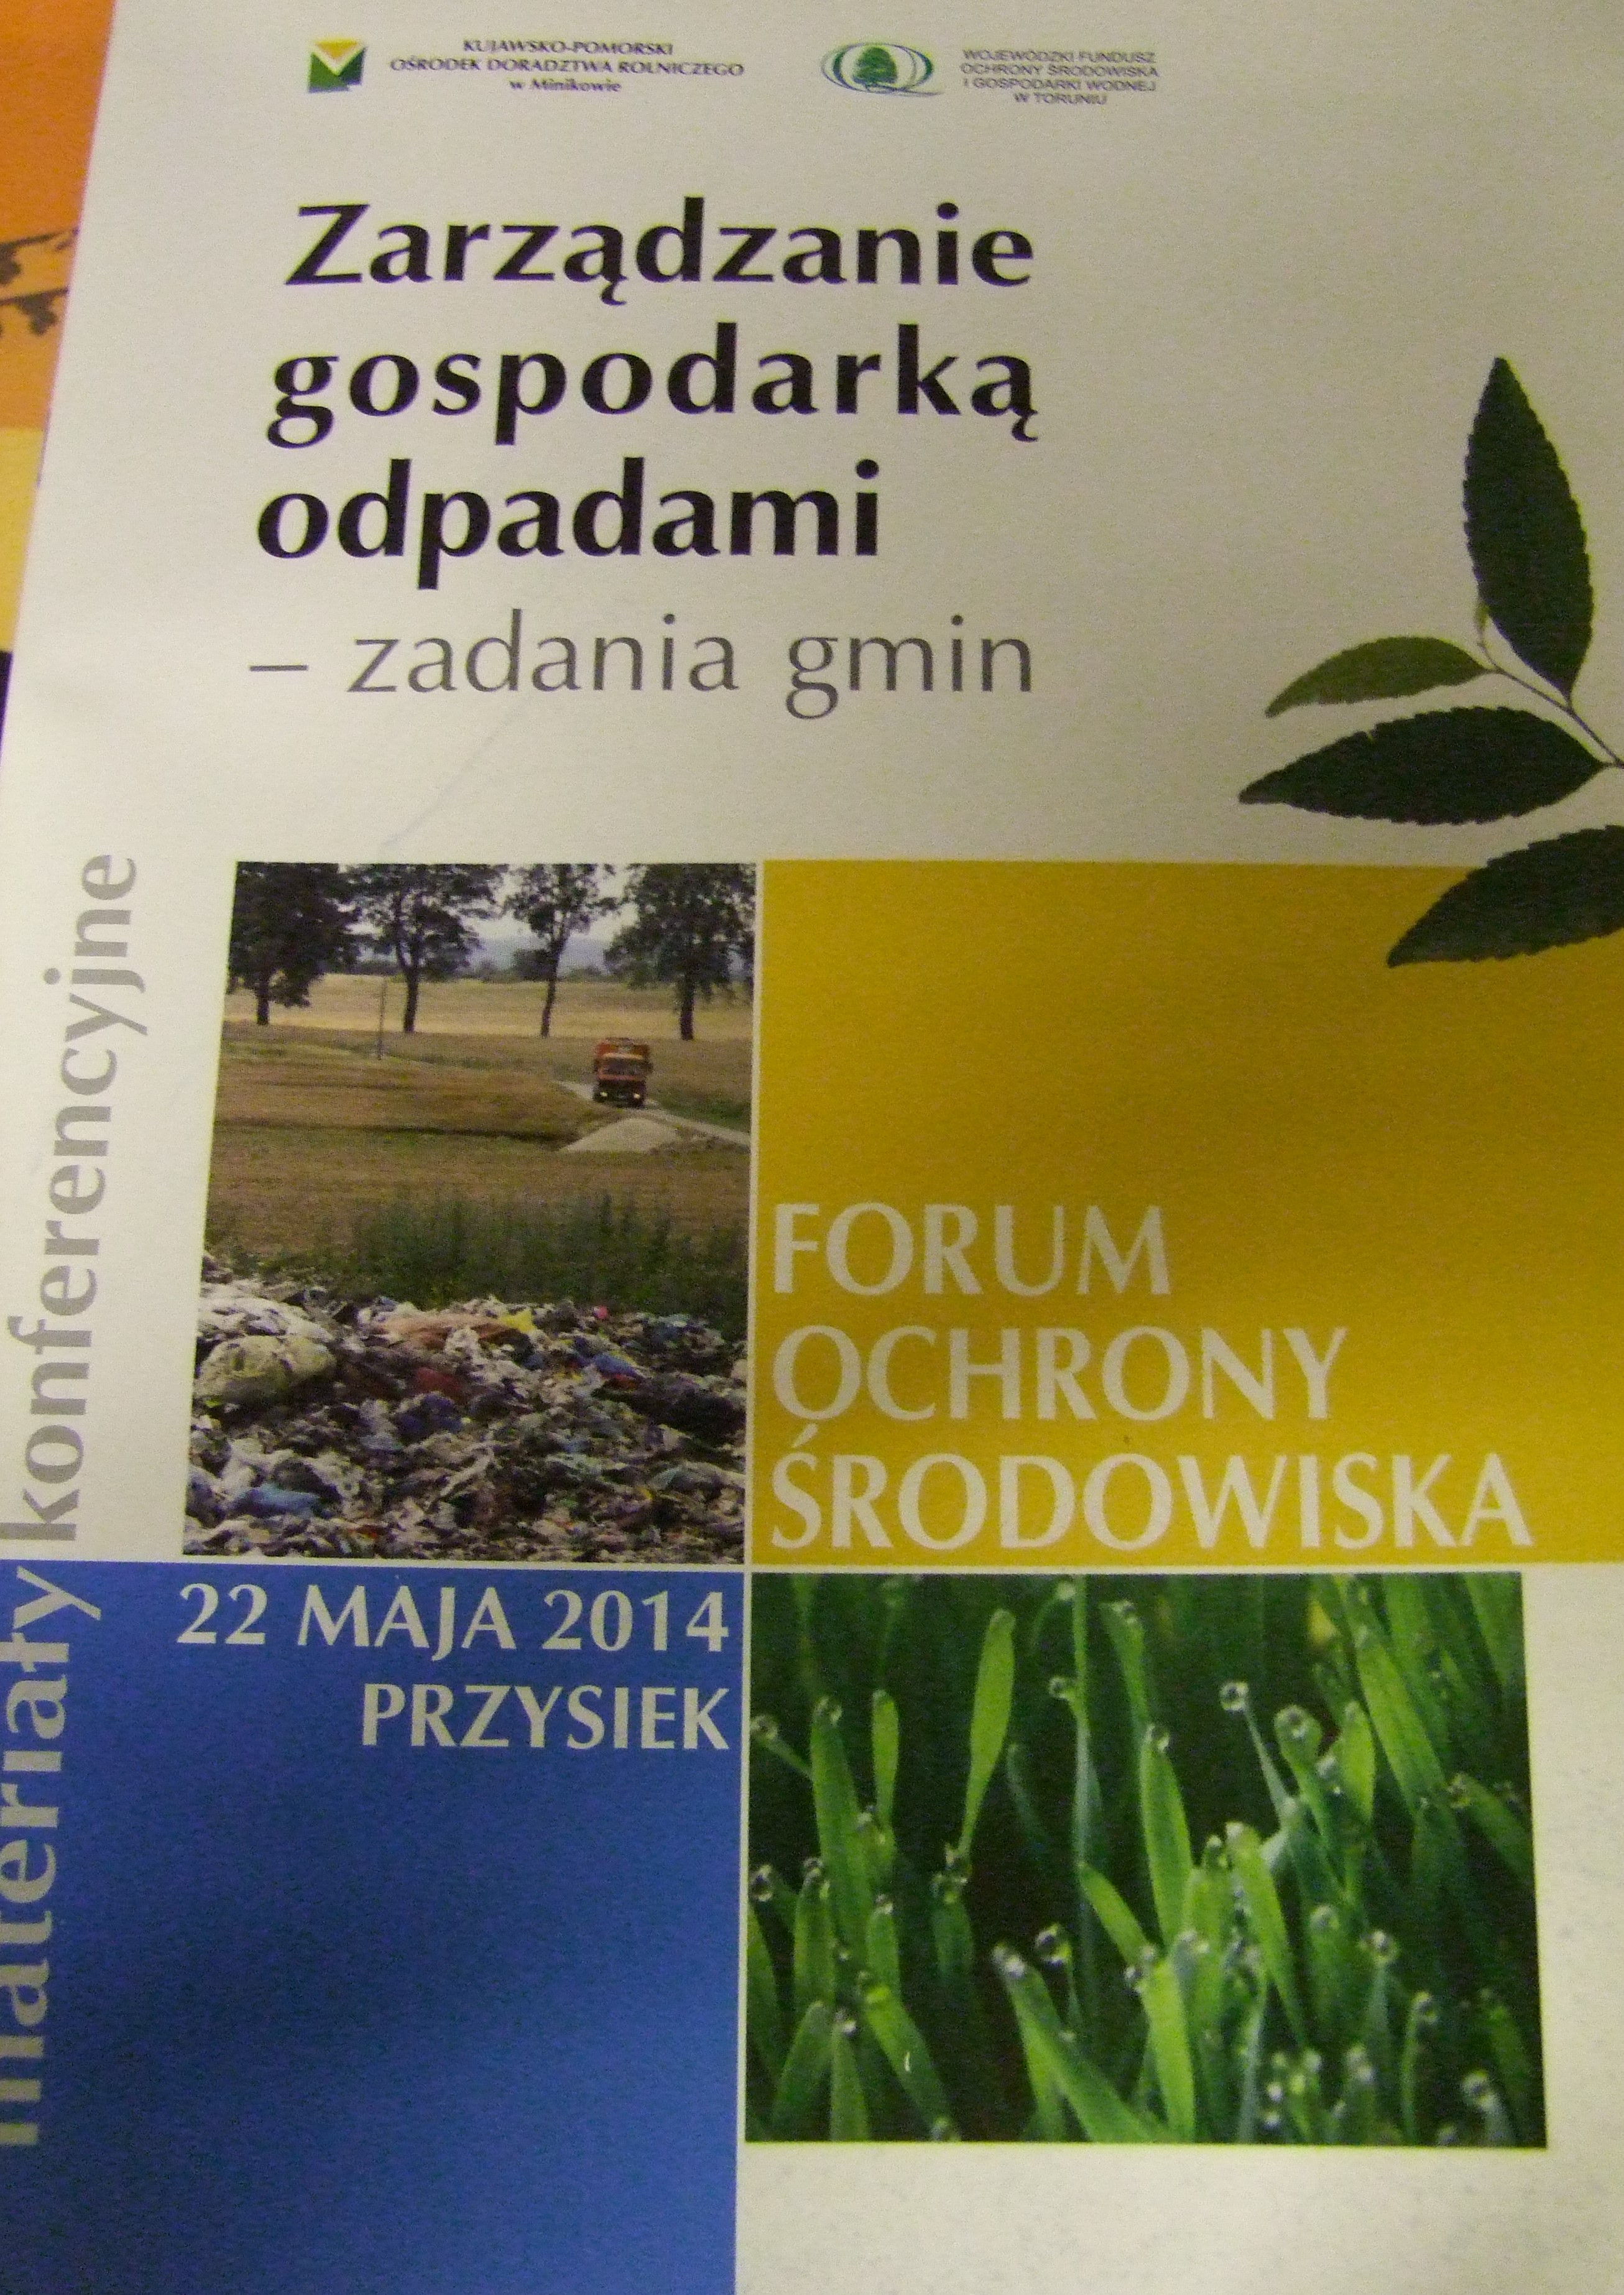 KUJAWSKO-POMORSKI
OŚRODEK DORADZTWA ROLNICZEGO
w Minikowie
WOJEWÓDZKI FUNDUSZ
OCHRONY ŚRODOWISKA
I GOSPODARKI WODNEJ
W TORUNIU
Zarządzanie
gospodarką
odpadami
– zadania gmin
materiały konferencyjne
FORUM
OCHRONY
ŚRODOWISKA
22 MAJA 2014
PRZYSIEK